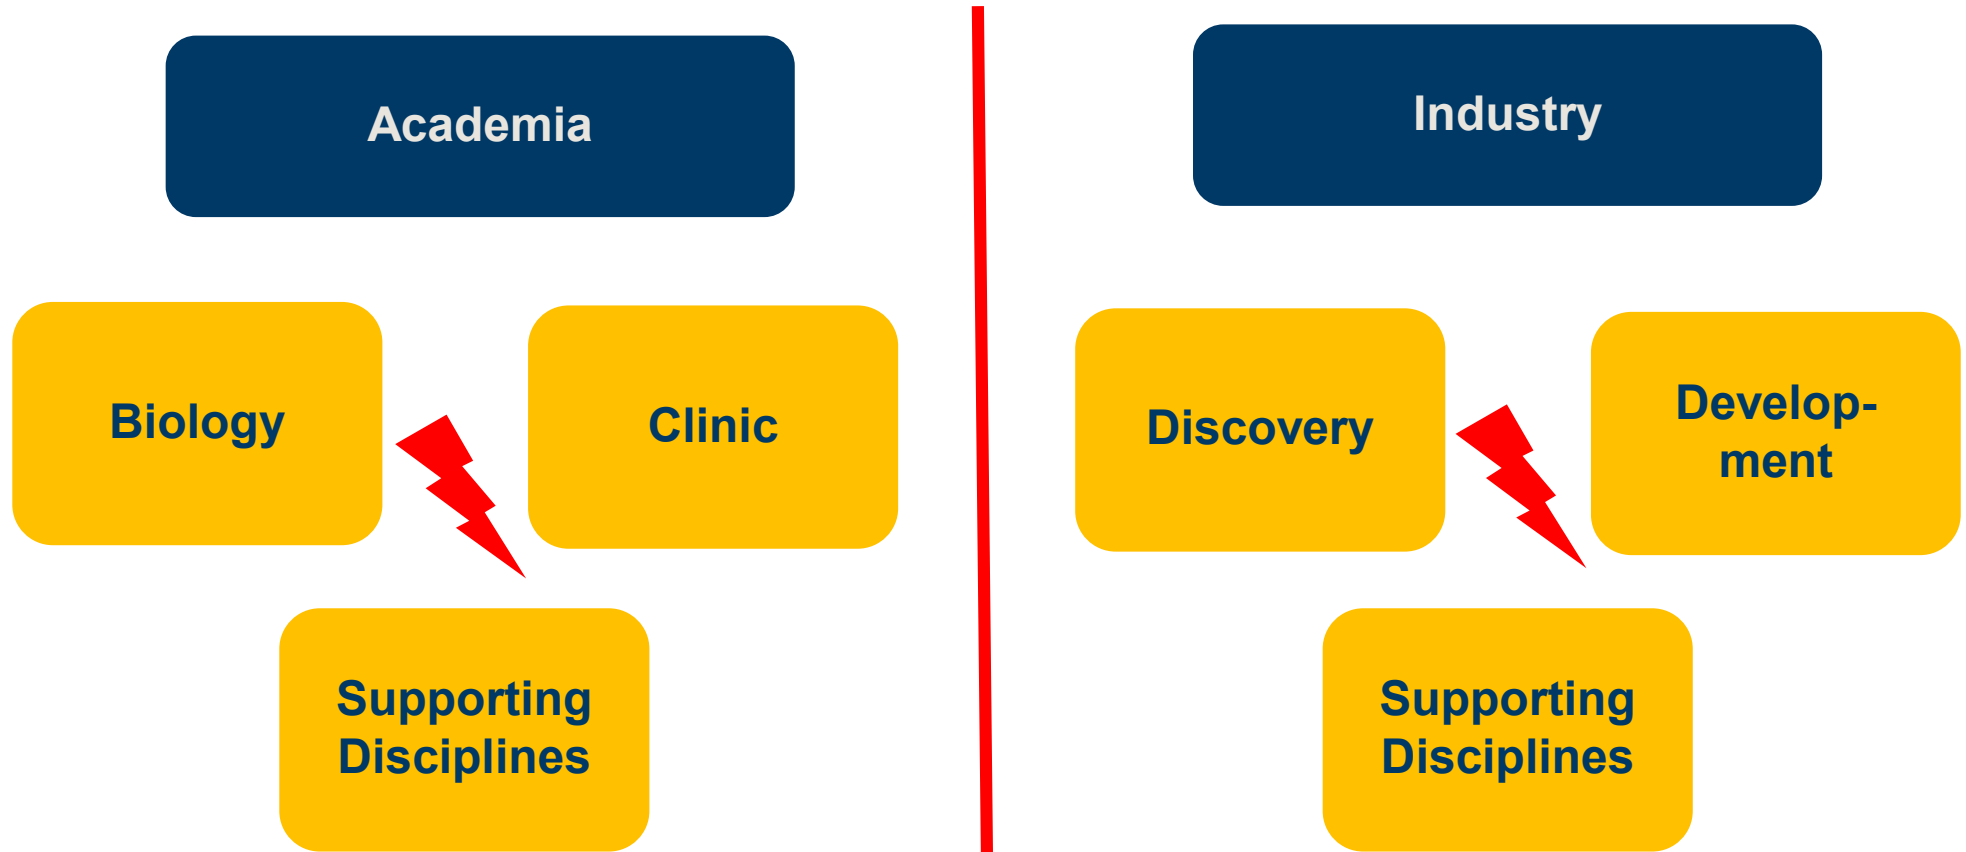 Academia
Industry
Biology
Clinic
Discovery
Develop-
ment
Supporting
Disciplines
Supporting
Disciplines